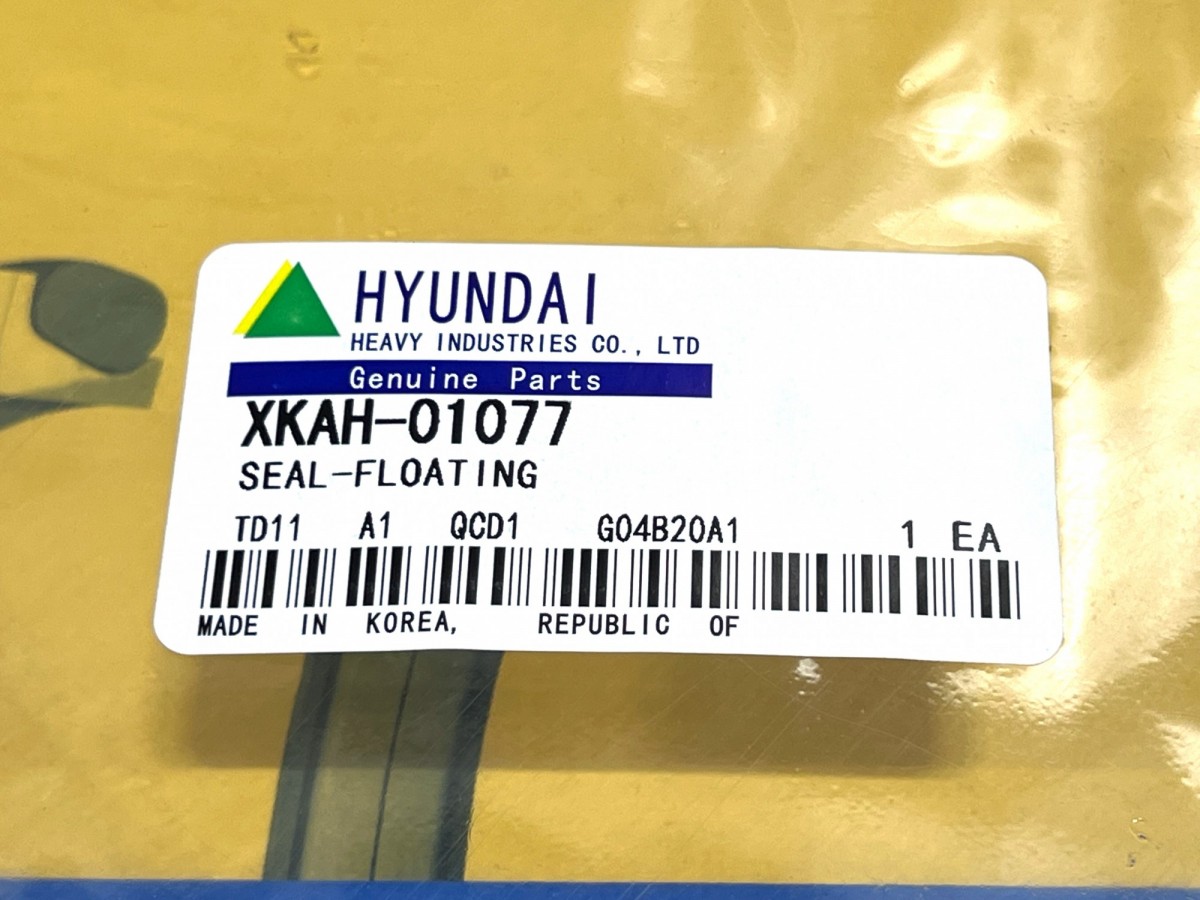 HYUNDAI
HEAVY INDUSTRIES CO., LTD
Genuine Parts
XKAH-01077
SEAL-FLOATING
TD11 A1 QCD1 G04B20A1 1 EA
MADE IN KOREA, REPUBLIC OF